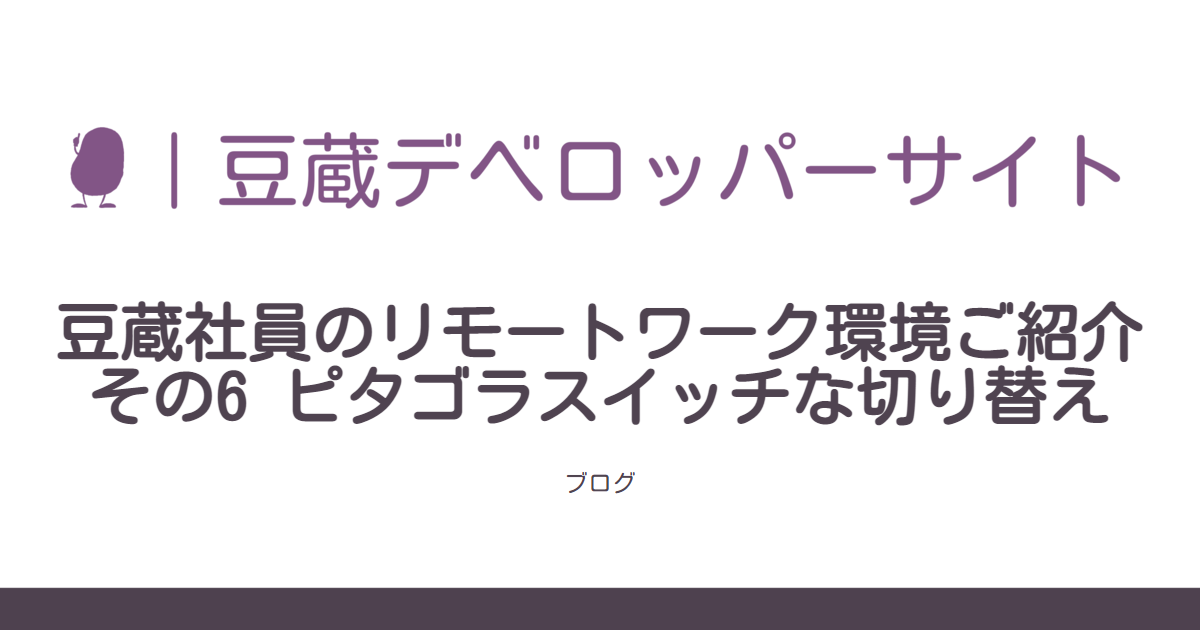 ｜豆蔵デベロッパーサイト
豆蔵社員のリモートワーク環境ご紹介
その6 ピタゴラスイッチな切り替え
ブログ